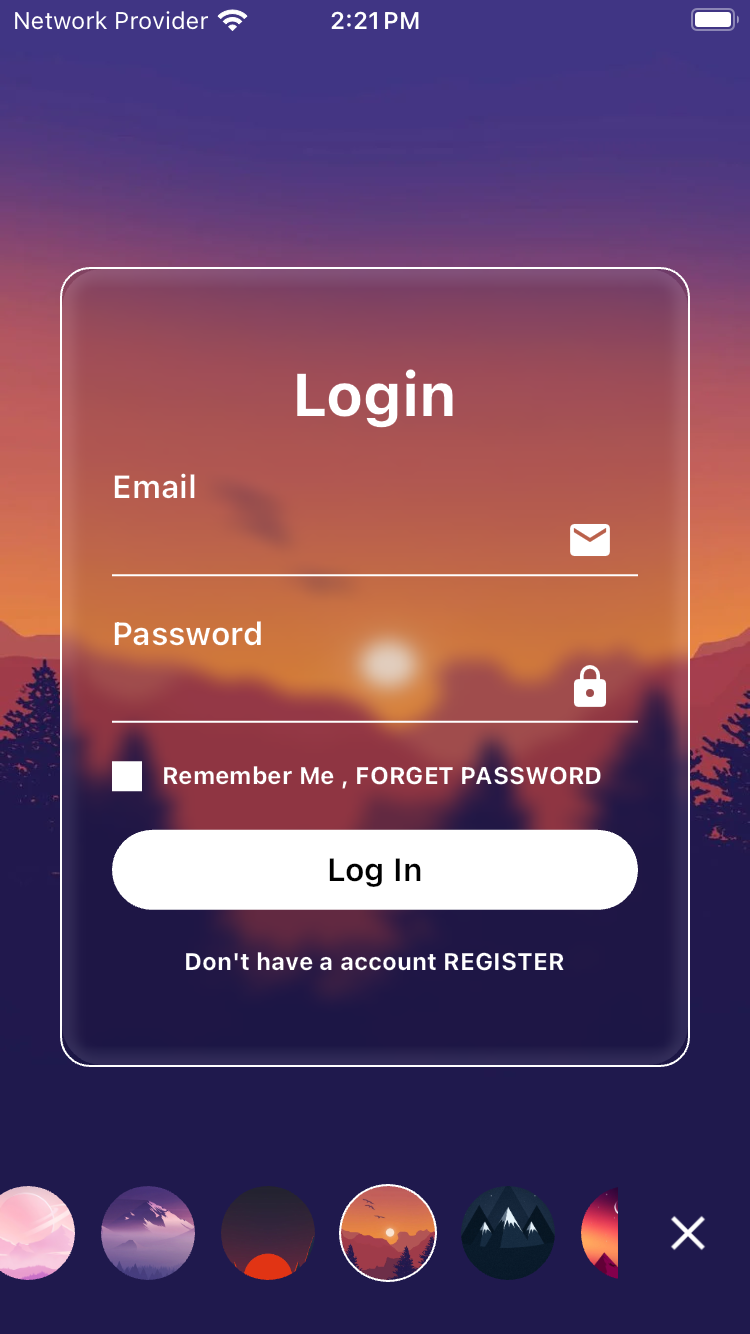 Network Provider 2:21 PM
Login
Email
Password
Remember Me , FORGET PASSWORD
Log In
Don't have a account REGISTER